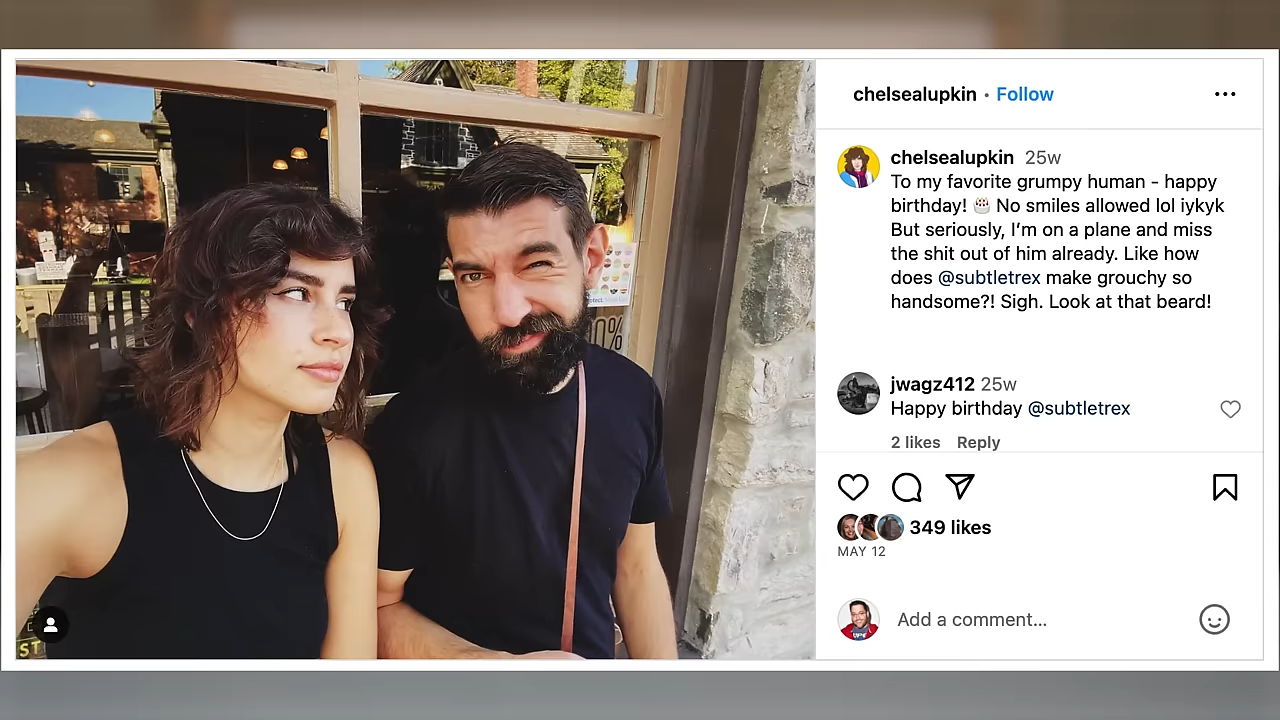 chelsealupkin • Follow
chelsealupkin 25w
To my favorite grumpy human - happy
birthday! 🎂 No smiles allowed lol iykyk
But seriously, I’m on a plane and miss
the shit out of him already. Like how
does @subtletrex make grouchy so
handsome?! Sigh. Look at that beard!
jwagz412 25w
Happy birthday @subtletrex
2 likes Reply
349 likes
MAY 12
Add a comment...
ST